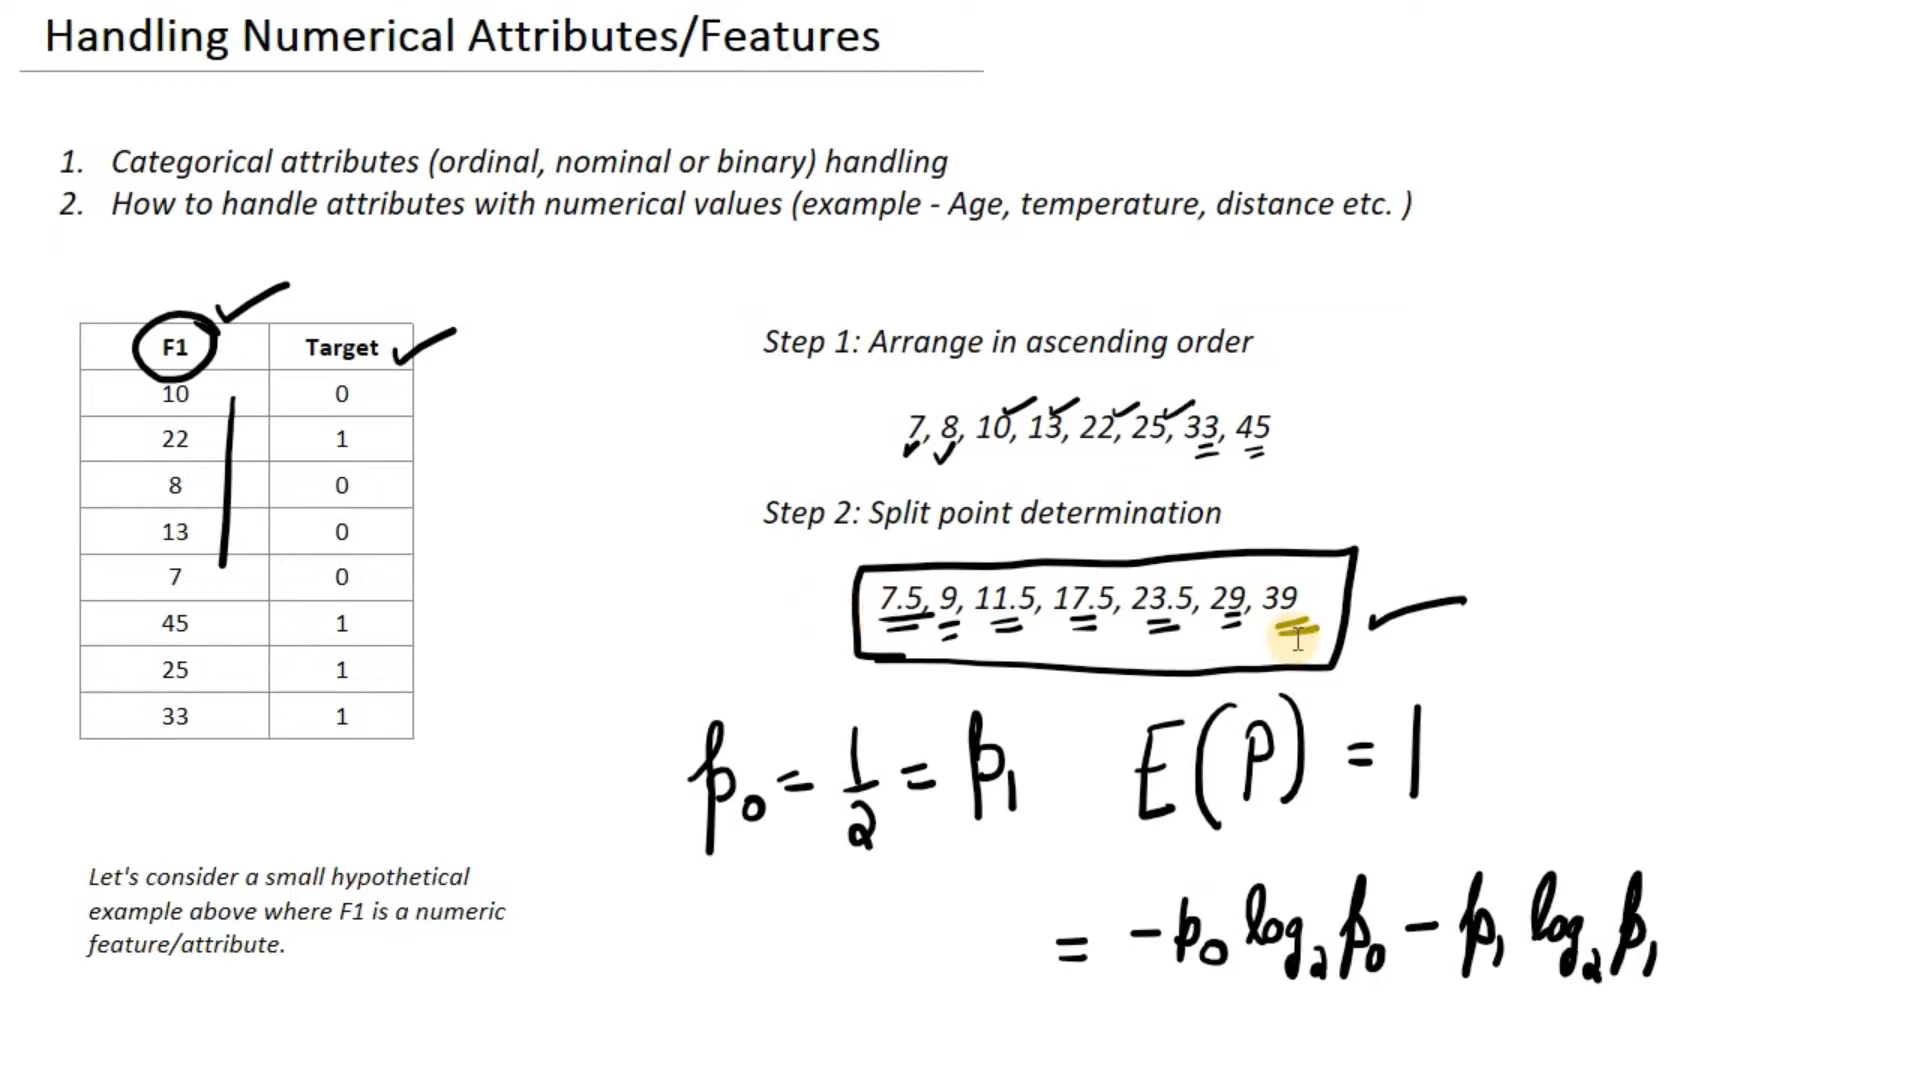 Handling Numerical Attributes/Features
1. Categorical attributes (ordinal, nominal or binary) handling
2. How to handle attributes with numerical values (example - Age, temperature, distance etc. )
F1 Target
10 0
22 1
8 0
13 0
7 0
45 1
25 1
33 1
Let's consider a small hypothetical
example above where F1 is a numeric
feature/attribute.
Step 1: Arrange in ascending order
7, 8, 10, 13, 22, 25, 33, 45
Step 2: Split point determination
7.5, 9, 11.5, 17.5, 23.5, 29, 39
p₀ = 1/2 = p₁ E(P) = 1
= -p₀ log₂ p₀ - p₁ log₂ p₁